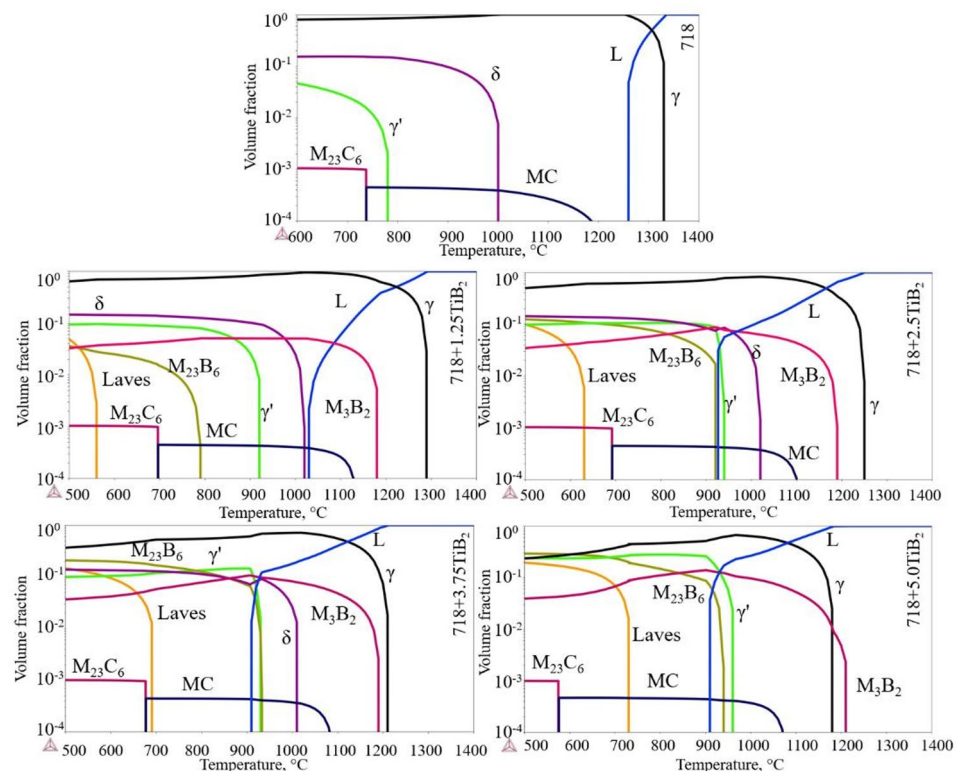 10⁰
10⁻¹
10⁻²
10⁻³
10⁻⁴
Volume fraction
L
δ
γ
γ'
M₂₃C₆
MC
600 700 800 900 1000 1100 1200 1300 1400
Temperature, °C
718
10⁰
10⁻¹
10⁻²
10⁻³
10⁻⁴
Volume fraction
δ
L
γ
M₂₃B₆
Laves
γ'
M₃B₂
M₂₃C₆
MC
500 600 700 800 900 1000 1100 1200 1300 1400
Temperature, °C
718+1.25TiB₂
10⁰
10⁻¹
10⁻²
10⁻³
10⁻⁴
Volume fraction
L
M₂₃B₆
δ
Laves
M₃B₂
γ'
γ
M₂₃C₆
MC
500 600 700 800 900 1000 1100 1200 1300 1400
Temperature, °C
718+2.5TiB₂
10⁰
10⁻¹
10⁻²
10⁻³
10⁻⁴
Volume fraction
M₂₃B₆
γ'
L
γ
Laves
δ
M₃B₂
M₂₃C₆
MC
500 600 700 800 900 1000 1100 1200 1300 1400
Temperature, °C
718+3.75TiB₂
10⁰
10⁻¹
10⁻²
10⁻³
10⁻⁴
Volume fraction
L
γ
M₂₃B₆
γ'
Laves
M₂₃C₆
MC
M₃B₂
500 600 700 800 900 1000 1100 1200 1300 1400
Temperature, °C
718+5.0TiB₂